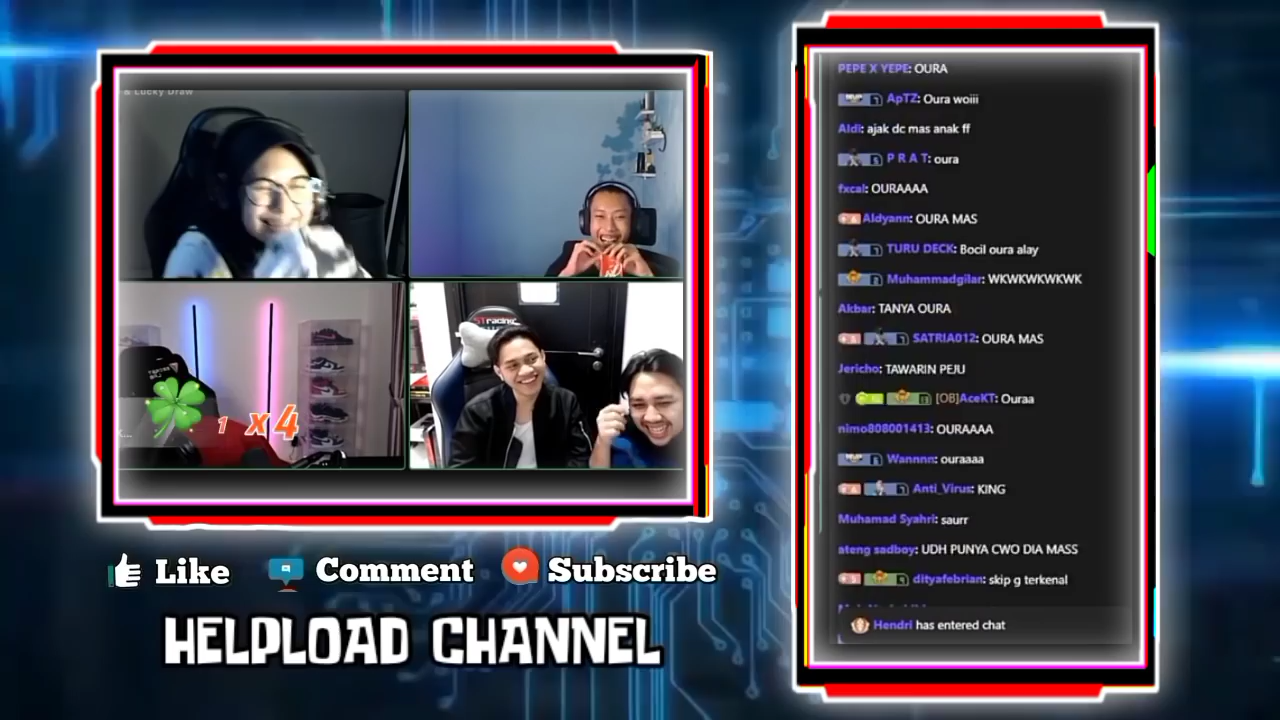 & Lucky Draw
1 x4
Like
Comment
Subscribe
HELPLOAD CHANNEL
PEPE X YEPE: OURA
ApTZ: Oura woiii
Aldi: ajak dc mas anak ff
P R A T: oura
fxcal: OURAAAA
Aldyann: OURA MAS
TURU DECK: Bocil oura alay
Muhammadgilar: WKWKWKWKWK
Akbar: TANYA OURA
SATRIA012: OURA MAS
Jericho: TAWARIN PEJU
[OB]AceKT: Ouraa
nimo808001413: OURAAAA
Wannnn: ouraaaa
Anti_Virus: KING
Muhamad Syahri: saurr
ateng sadboy: UDH PUNYA CWO DIA MASS
dityafebrian: skip g terkenal
Hendri has entered chat